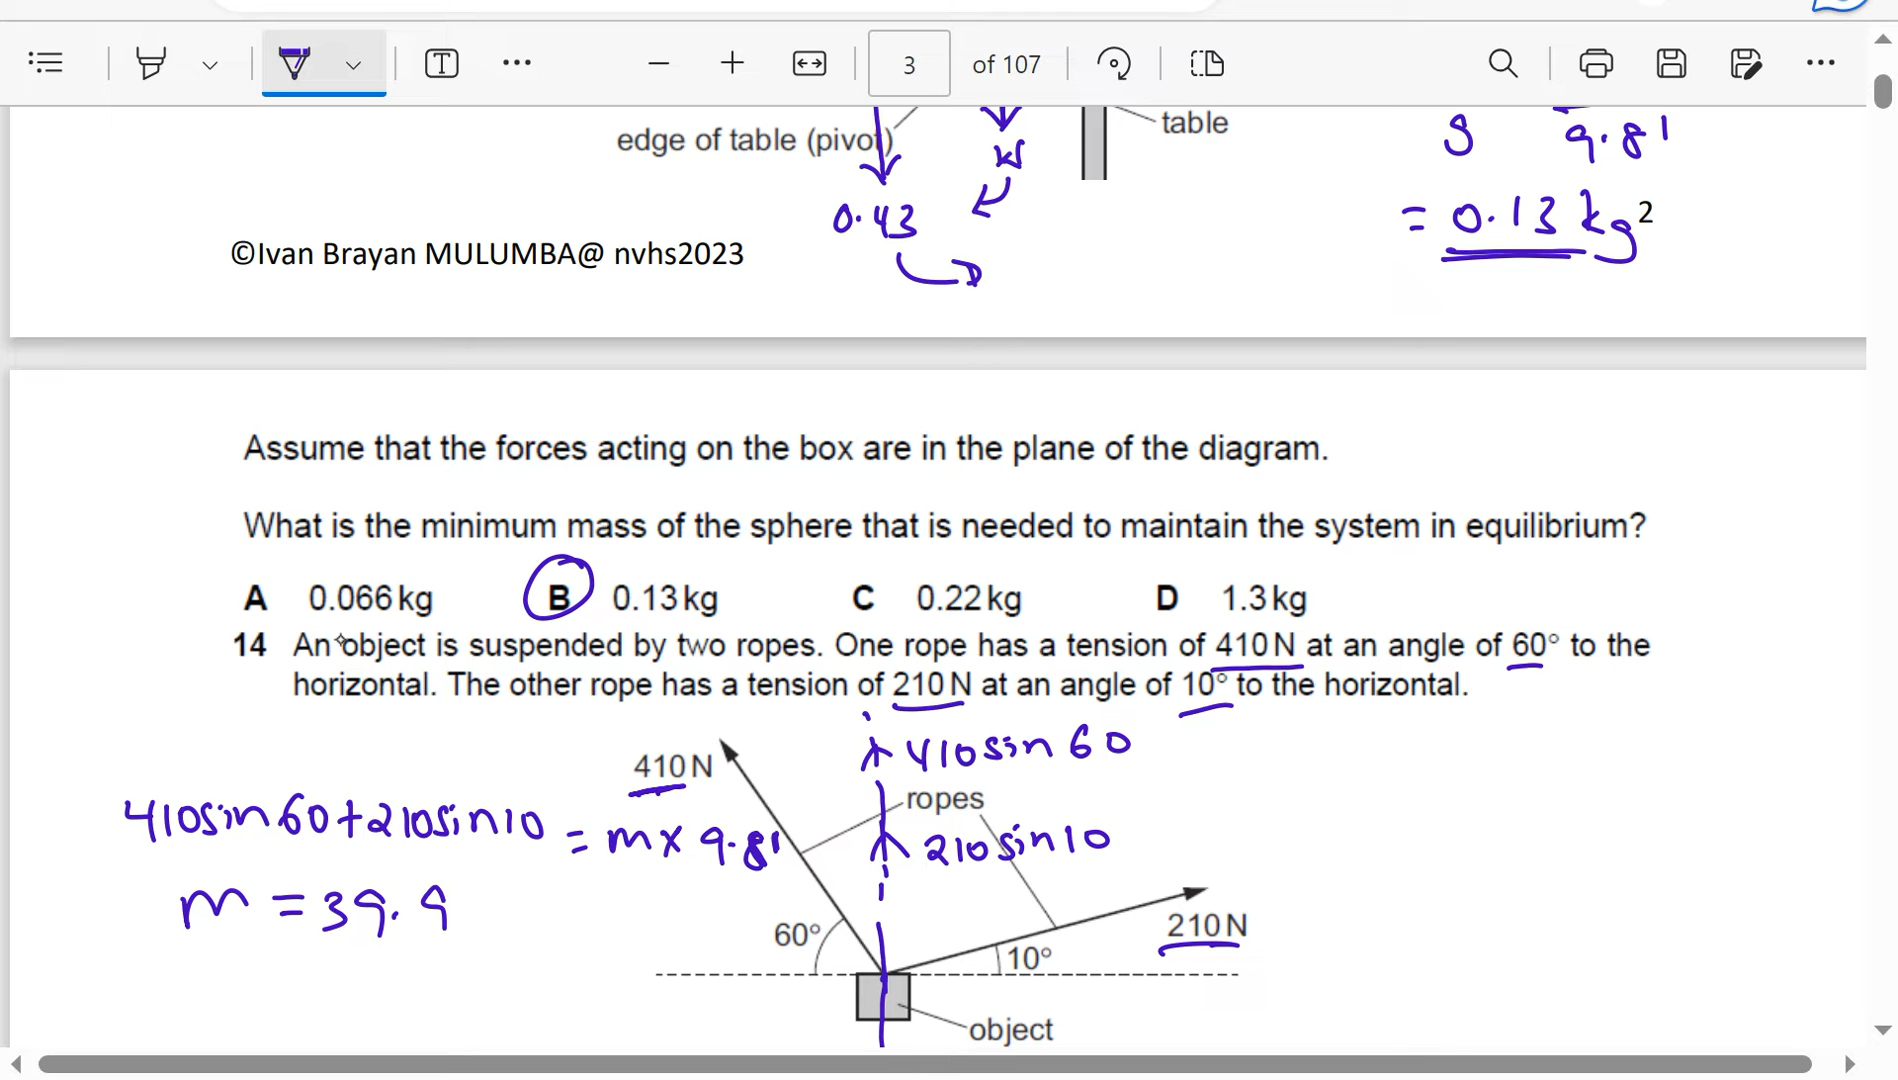 3 of 107
edge of table (pivot)
table
W
0.43
g 9.81
= 0.13 kg
2
©Ivan Brayan MULUMBA@ nvhs2023
Assume that the forces acting on the box are in the plane of the diagram.
What is the minimum mass of the sphere that is needed to maintain the system in equilibrium?
A 0.066 kg B 0.13 kg C 0.22 kg D 1.3 kg
14 An object is suspended by two ropes. One rope has a tension of 410 N at an angle of 60° to the
horizontal. The other rope has a tension of 210 N at an angle of 10° to the horizontal.
410 sin 60
410 N
ropes
410sin60+210sin10 = m x 9.81
210sin10
m = 39.9
60°
210 N
10°
object